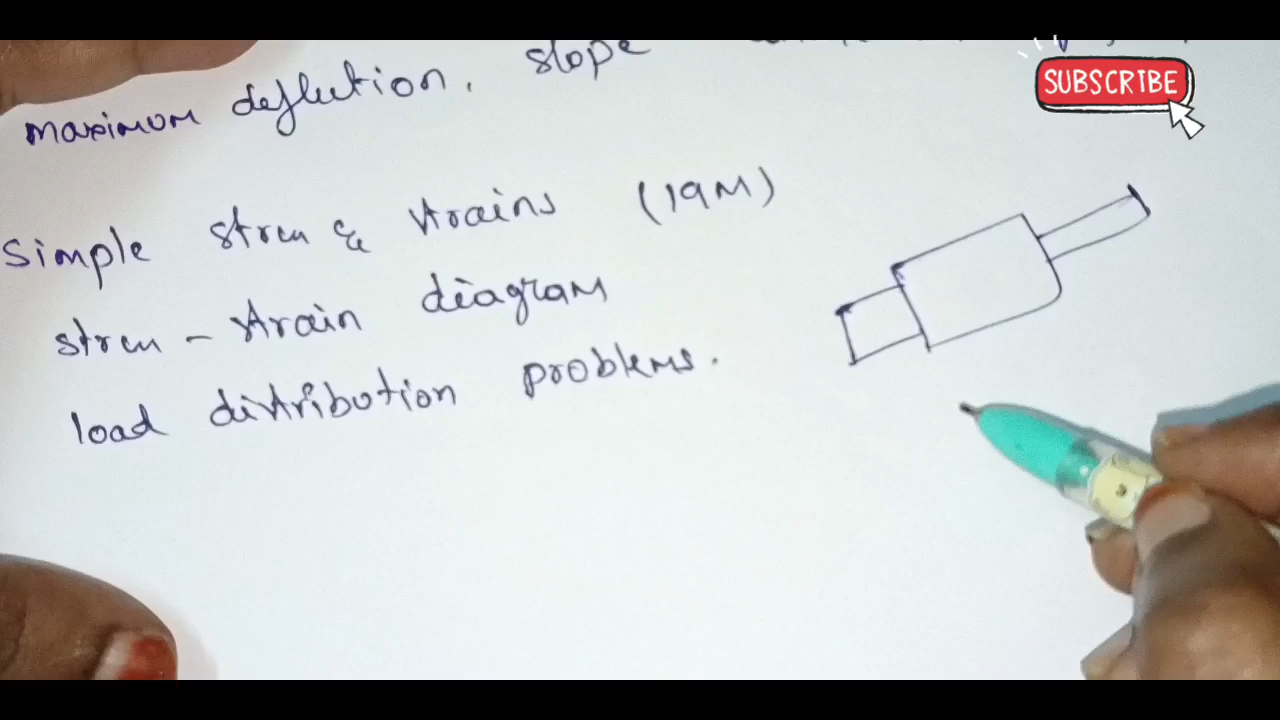 slope
maximum deflection.
SUBSCRIBE
Simple stress & strains (19M)
stress - strain diagram
load distribution problems.